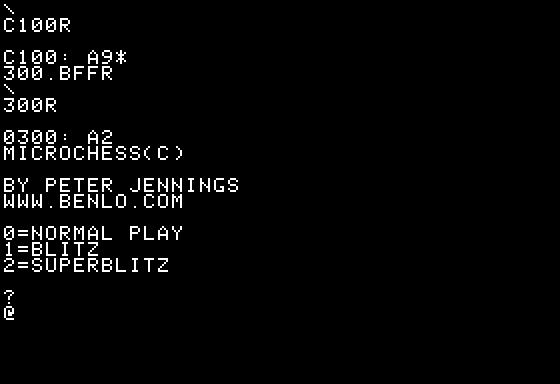 \
C100R
C100: A9*
300.BFFR
\
300R
0300: A2
MICROCHESS(C)
BY PETER JENNINGS
WWW.BENLO.COM
0=NORMAL PLAY
1=BLITZ
2=SUPERBLITZ
?
@